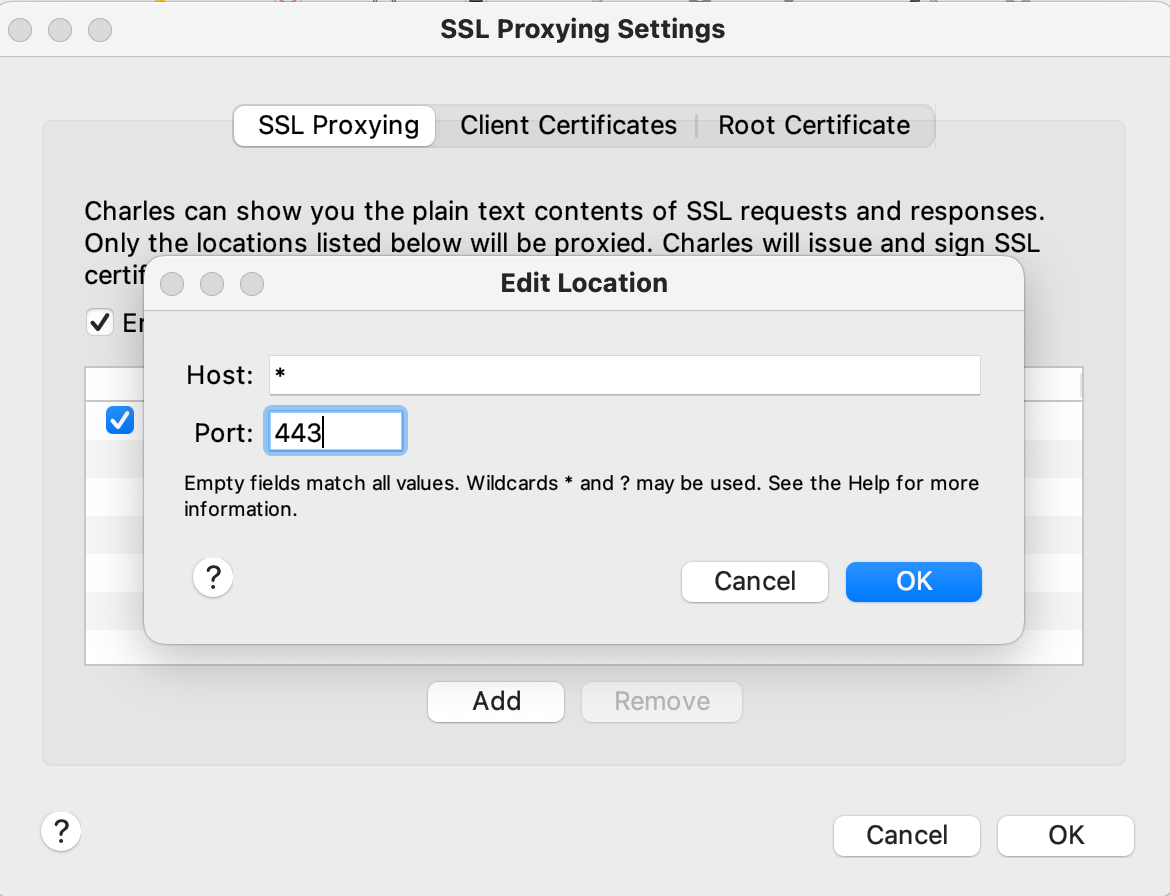 SSL Proxying Settings
SSL Proxying
Client Certificates
Root Certificate
Charles can show you the plain text contents of SSL requests and responses.
Only the locations listed below will be proxied. Charles will issue and sign SSL
Edit Location
Host:
*
Port:
443
Empty fields match all values. Wildcards * and ? may be used. See the Help for more
information.
?
Cancel
OK
Add
Remove
?
Cancel
OK